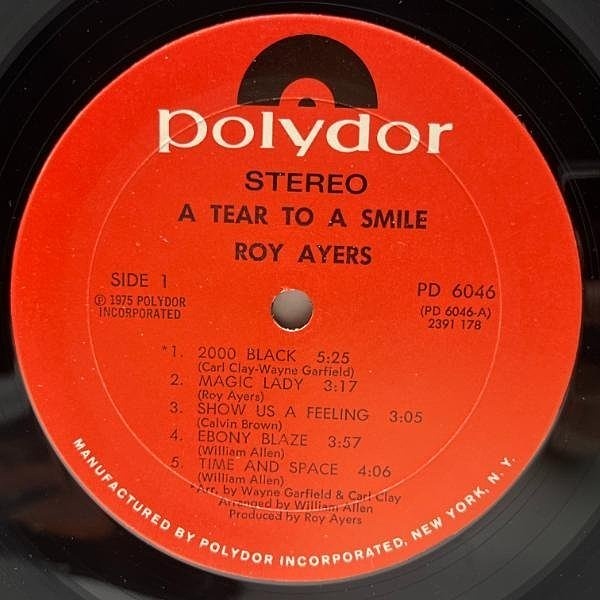 polydor
STEREO
A TEAR TO A SMILE
ROY AYERS
SIDE 1
℗ 1975 POLYDOR
INCORPORATED
PD 6046
(PD 6046-A)
2391 178
*1. 2000 BLACK 5:25
(Carl Clay-Wayne Garfield)
2. MAGIC LADY 3:17
(Roy Ayers)
3. SHOW US A FEELING 3:05
(Calvin Brown)
4. EBONY BLAZE 3:57
(William Allen)
5. TIME AND SPACE 4:06
(William Allen)
*Arr. by Wayne Garfield & Carl Clay
Arranged by William Allen
Produced by Roy Ayers
MANUFACTURED BY POLYDOR INCORPORATED, NEW YORK, N.Y.